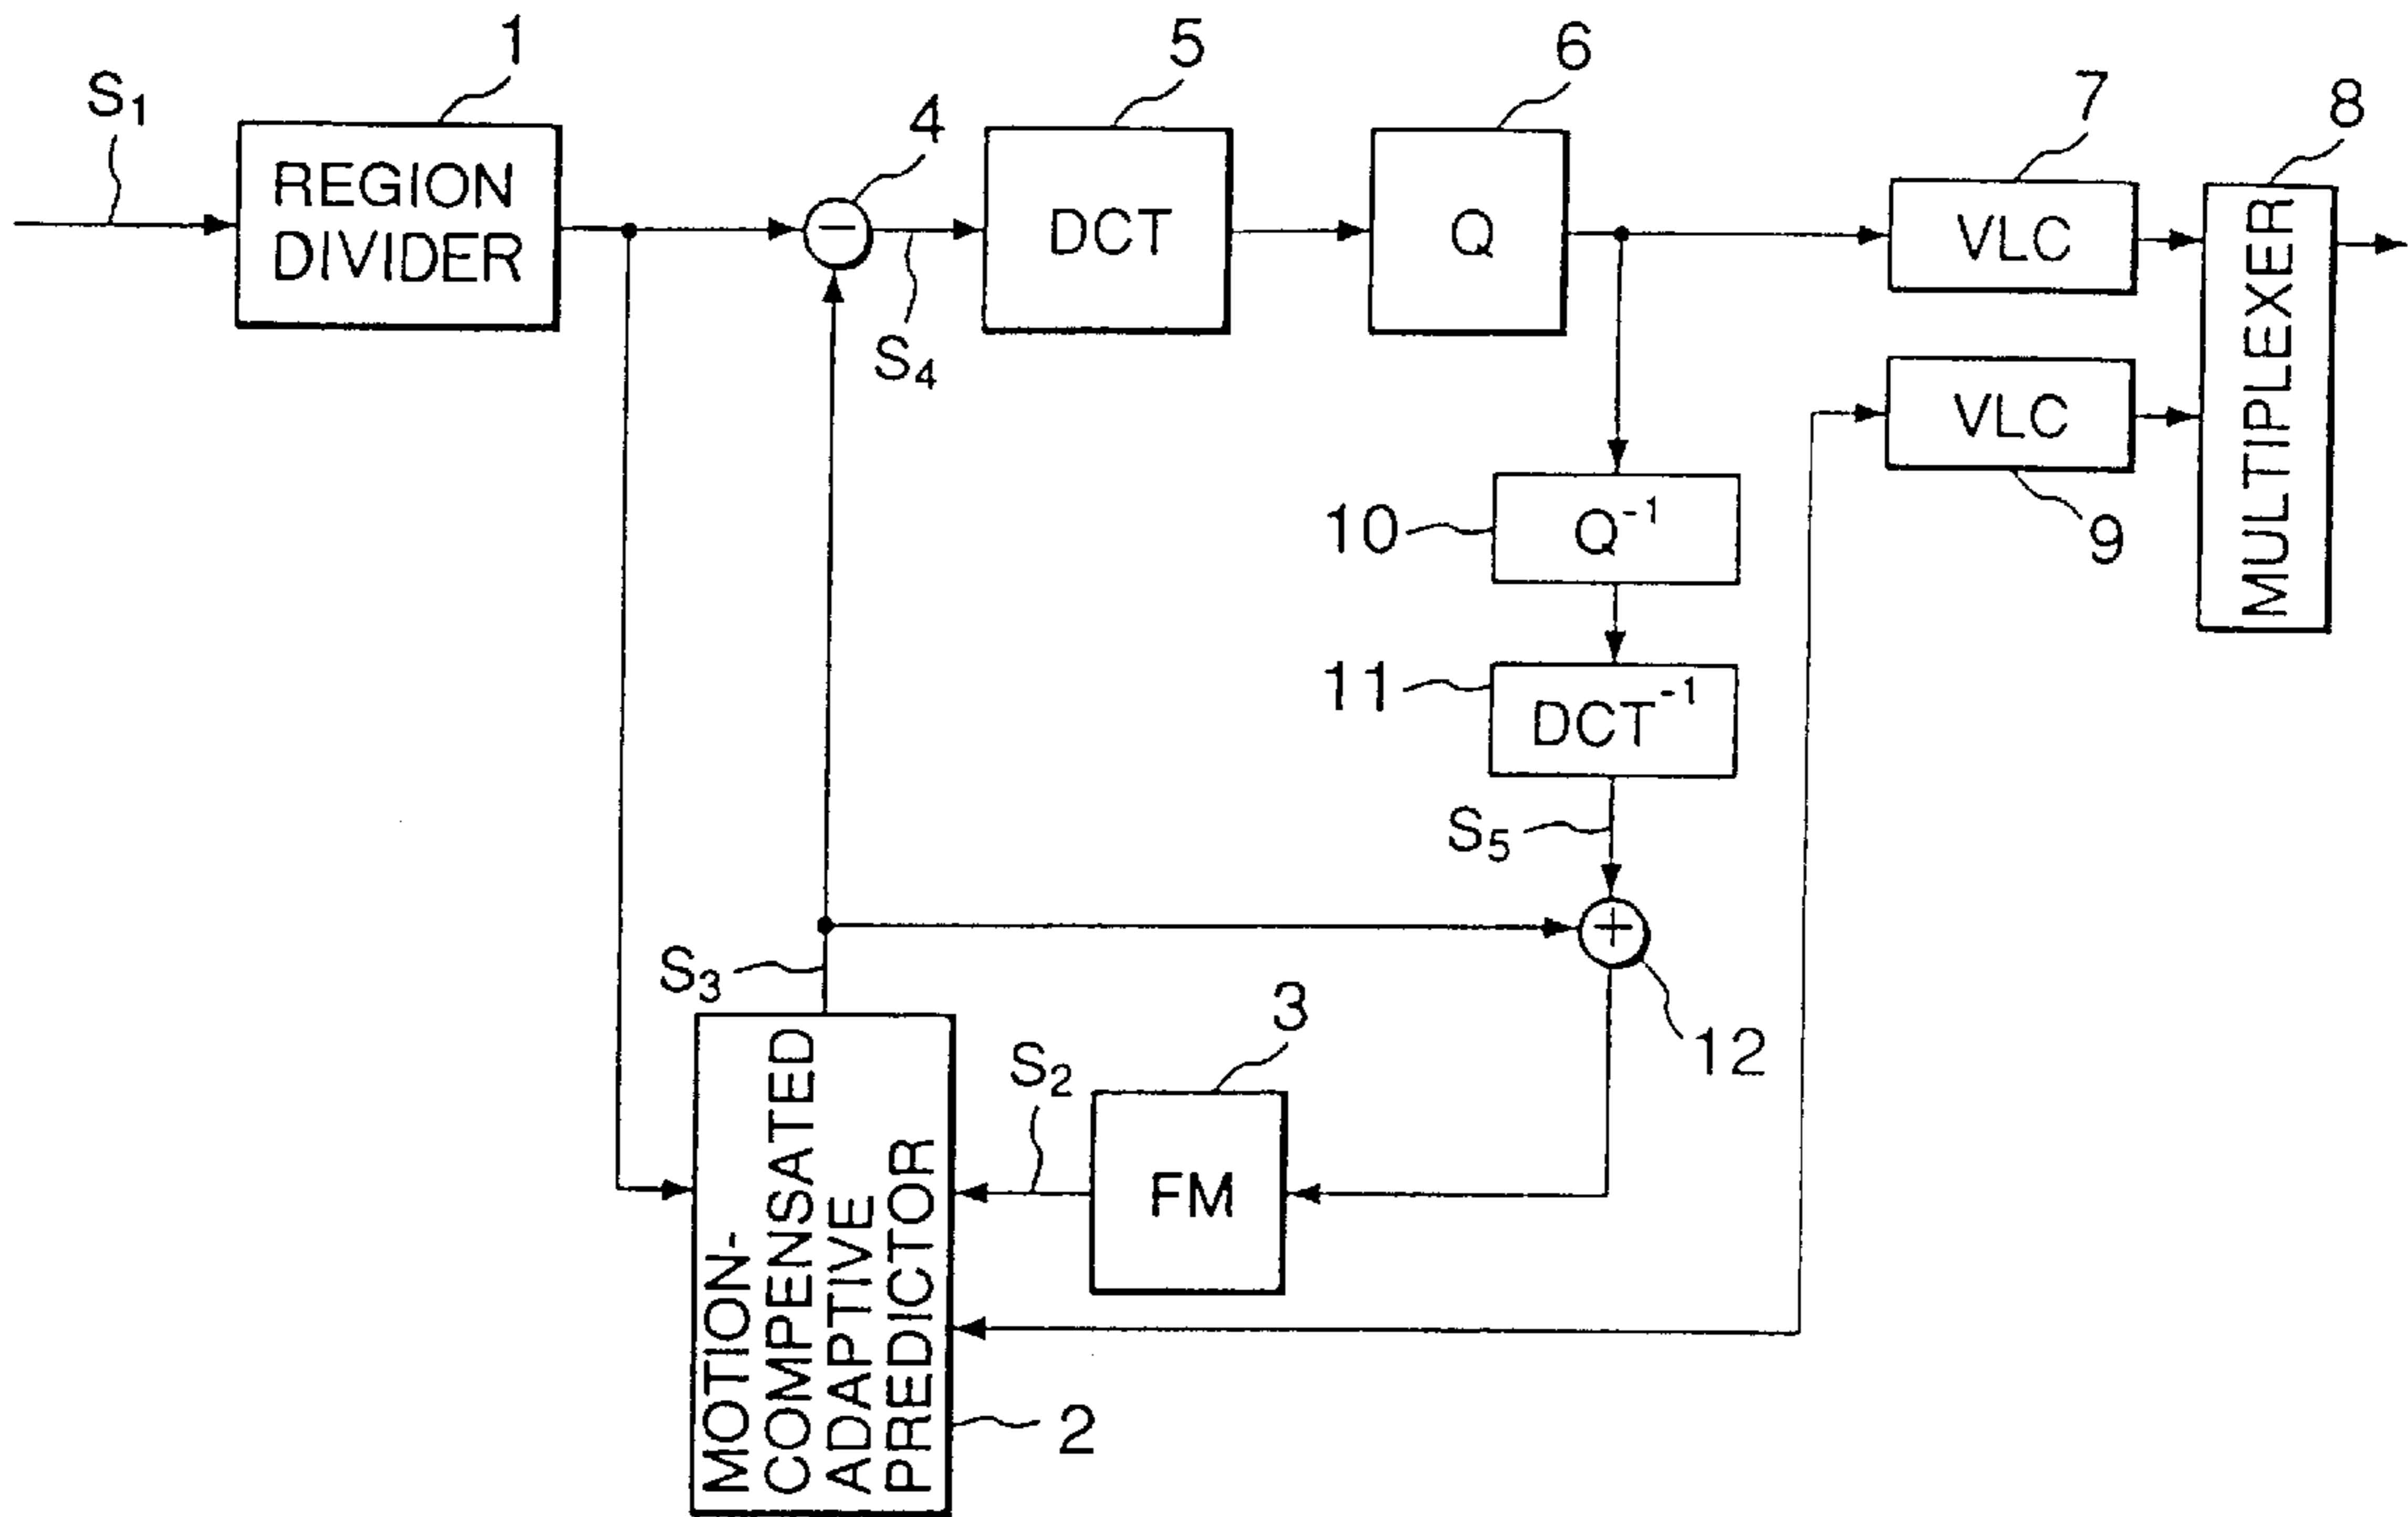 1
5
6
7
8
S1
4
REGION
DIVIDER
DCT
Q
VLC
MULTIPLEXER
S4
VLC
9
10
Q-1
11
DCT-1
S5
S3
12
3
S2
FM
MOTION-
COMPENSATED
ADAPTIVE
PREDICTOR
2
−
+